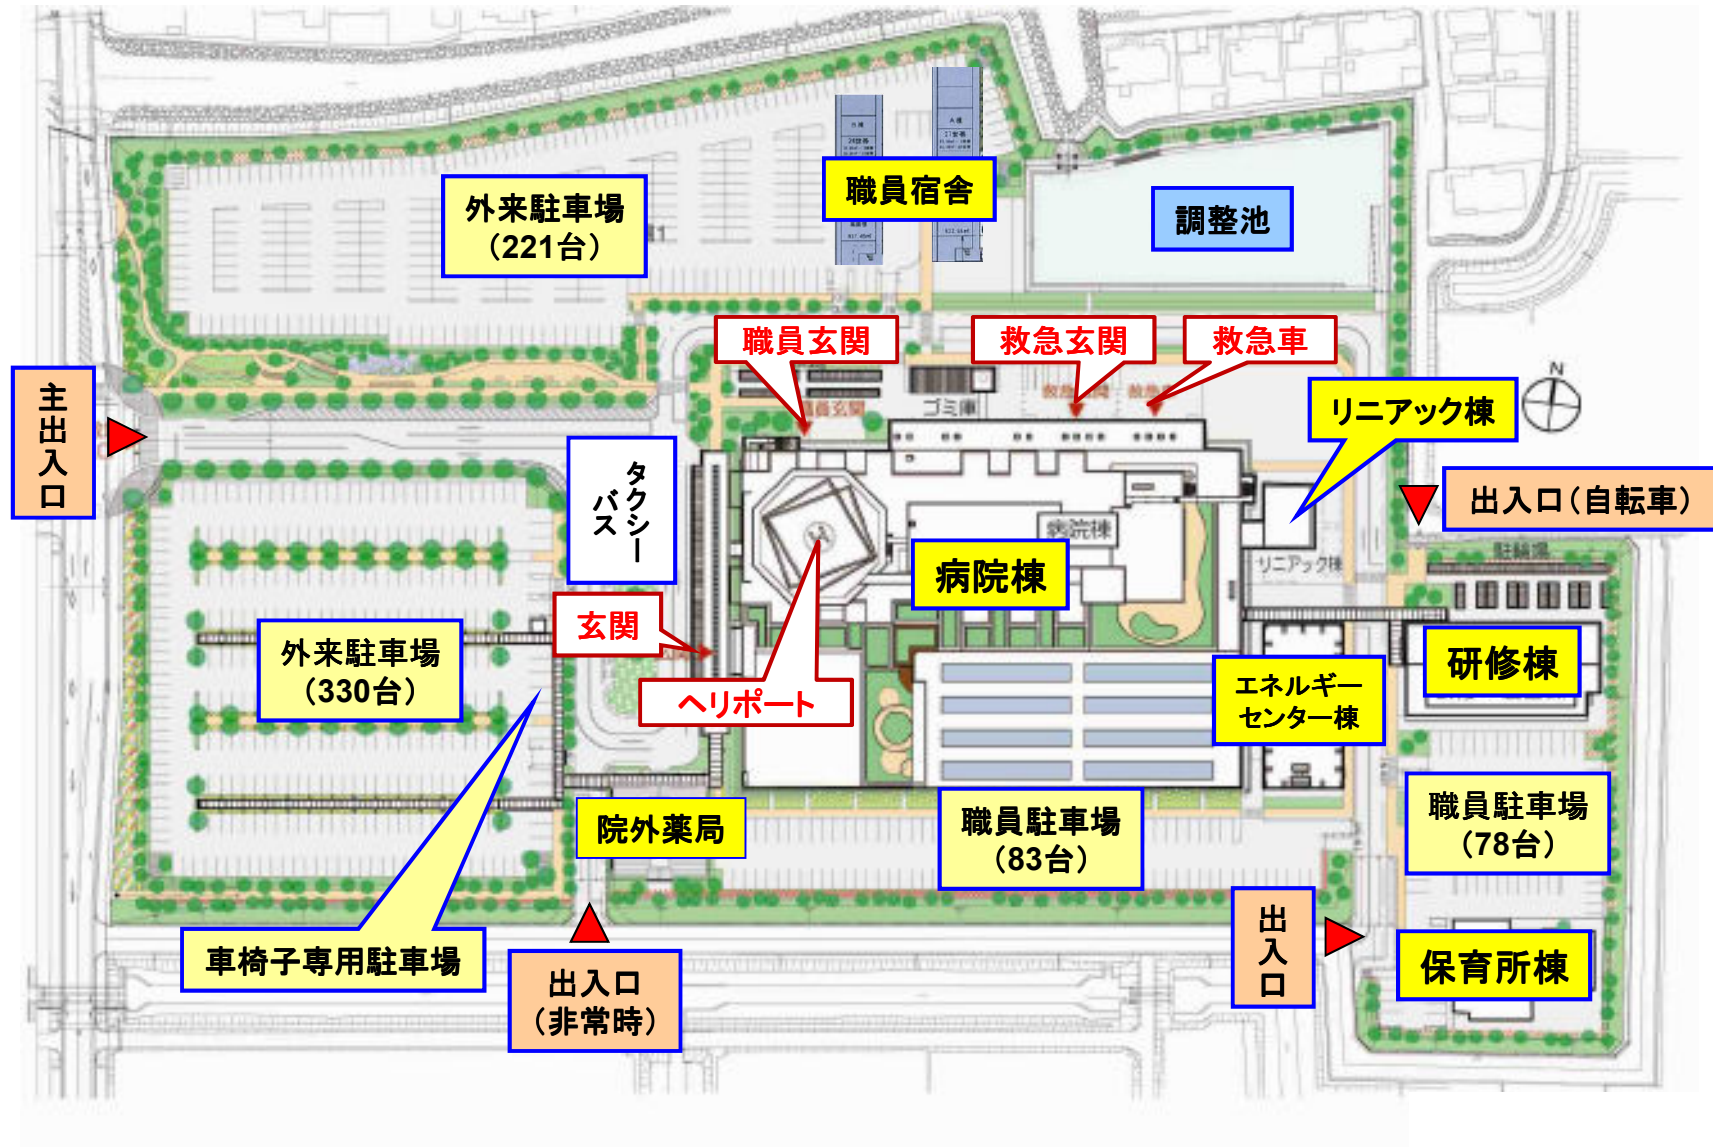 職員宿舎
外来駐車場
（221台）
調整池
職員玄関
救急玄関
救急車
主出入口
リニアック棟
N
ゴミ庫
職員玄関
タクシー
バス
出入口（自転車）
病院棟
病院棟
リニアック棟
駐輪場
玄関
外来駐車場
（330台）
ヘリポート
エネルギー
センター棟
研修棟
院外薬局
職員駐車場
（83台）
職員駐車場
（78台）
車椅子専用駐車場
出入口
（非常時）
出入口
保育所棟